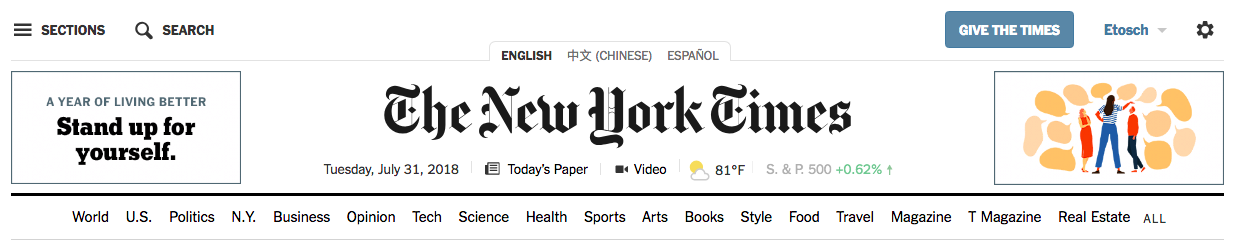 SECTIONS SEARCH GIVE THE TIMES Etosch
ENGLISH 中文 (CHINESE) ESPAÑOL
A YEAR OF LIVING BETTER
Stand up for
yourself.
The New York Times
Tuesday, July 31, 2018 Today's Paper Video 81°F S. & P. 500 +0.62% ↑
World U.S. Politics N.Y. Business Opinion Tech Science Health Sports Arts Books Style Food Travel Magazine T Magazine Real Estate ALL